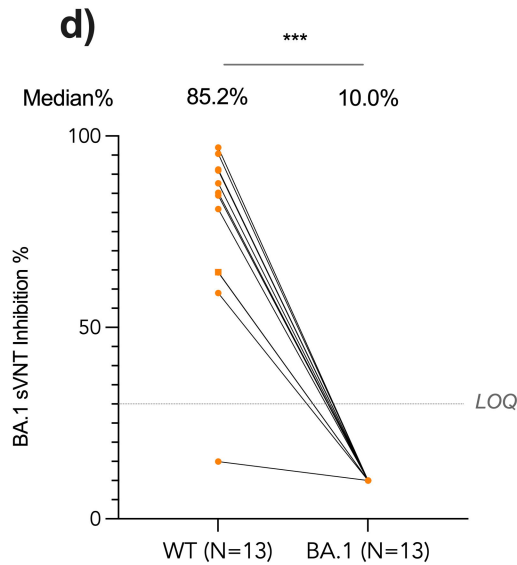 d)
***
Median% 85.2% 10.0%
100
50
0
BA.1 sVNT Inhibition %
LOQ
WT (N=13) BA.1 (N=13)